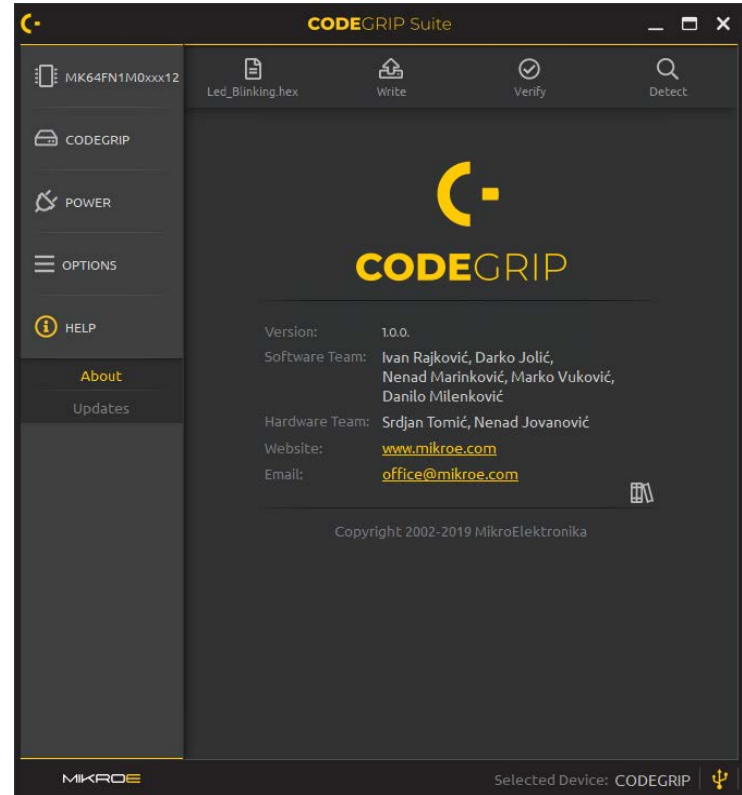 CODEGRIP Suite
MK64FN1M0xxx12
CODEGRIP
POWER
OPTIONS
HELP
About
Updates
Led_Blinking.hex
Write
Verify
Detect
CODEGRIP
Version: 1.0.0.
Software Team: Ivan Rajković, Darko Jolić,
Nenad Marinković, Marko Vuković,
Danilo Milenković
Hardware Team: Srdjan Tomić, Nenad Jovanović
Website: www.mikroe.com
Email: office@mikroe.com
Copyright 2002-2019 MikroElektronika
MIKROE
Selected Device: CODEGRIP